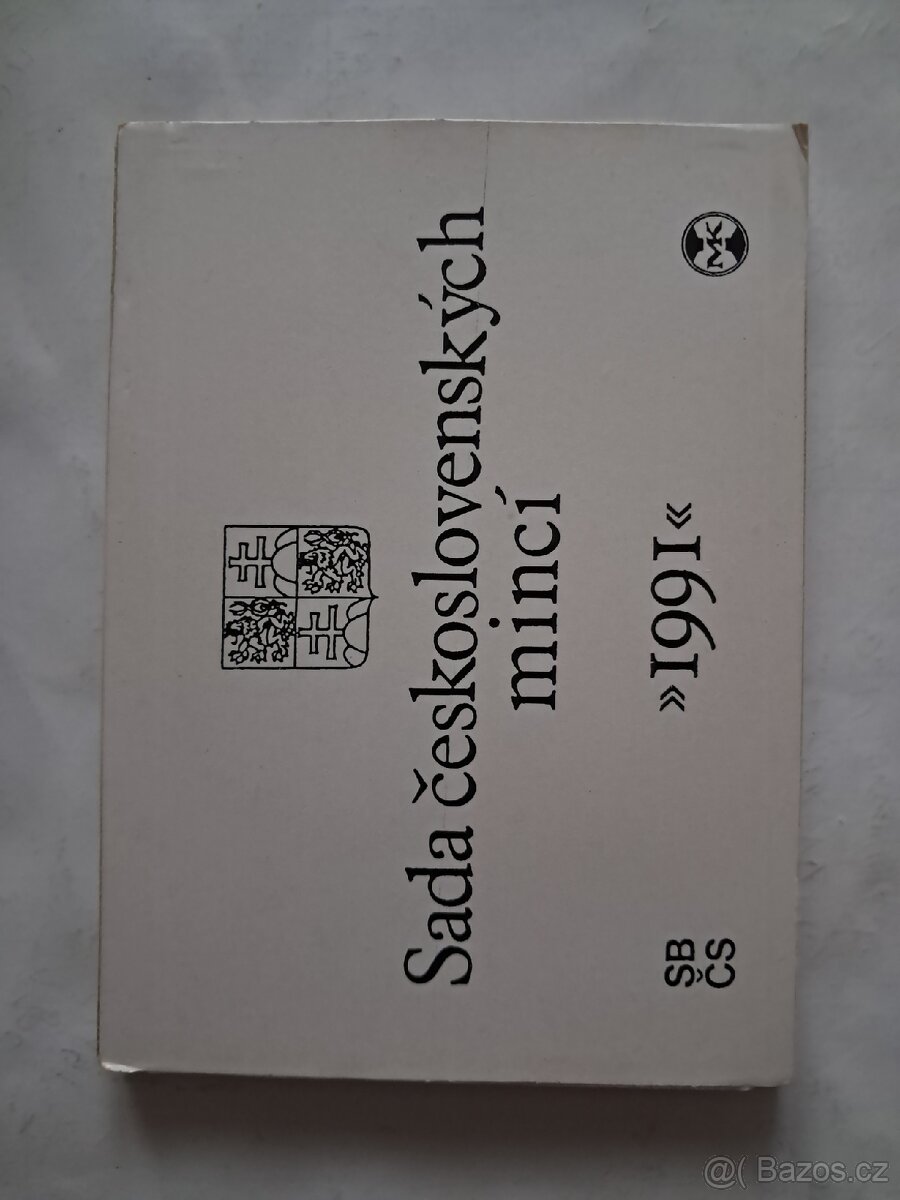 Sada československých
mincí
»1991«
SB
ČS
MK
@( Bazos.cz